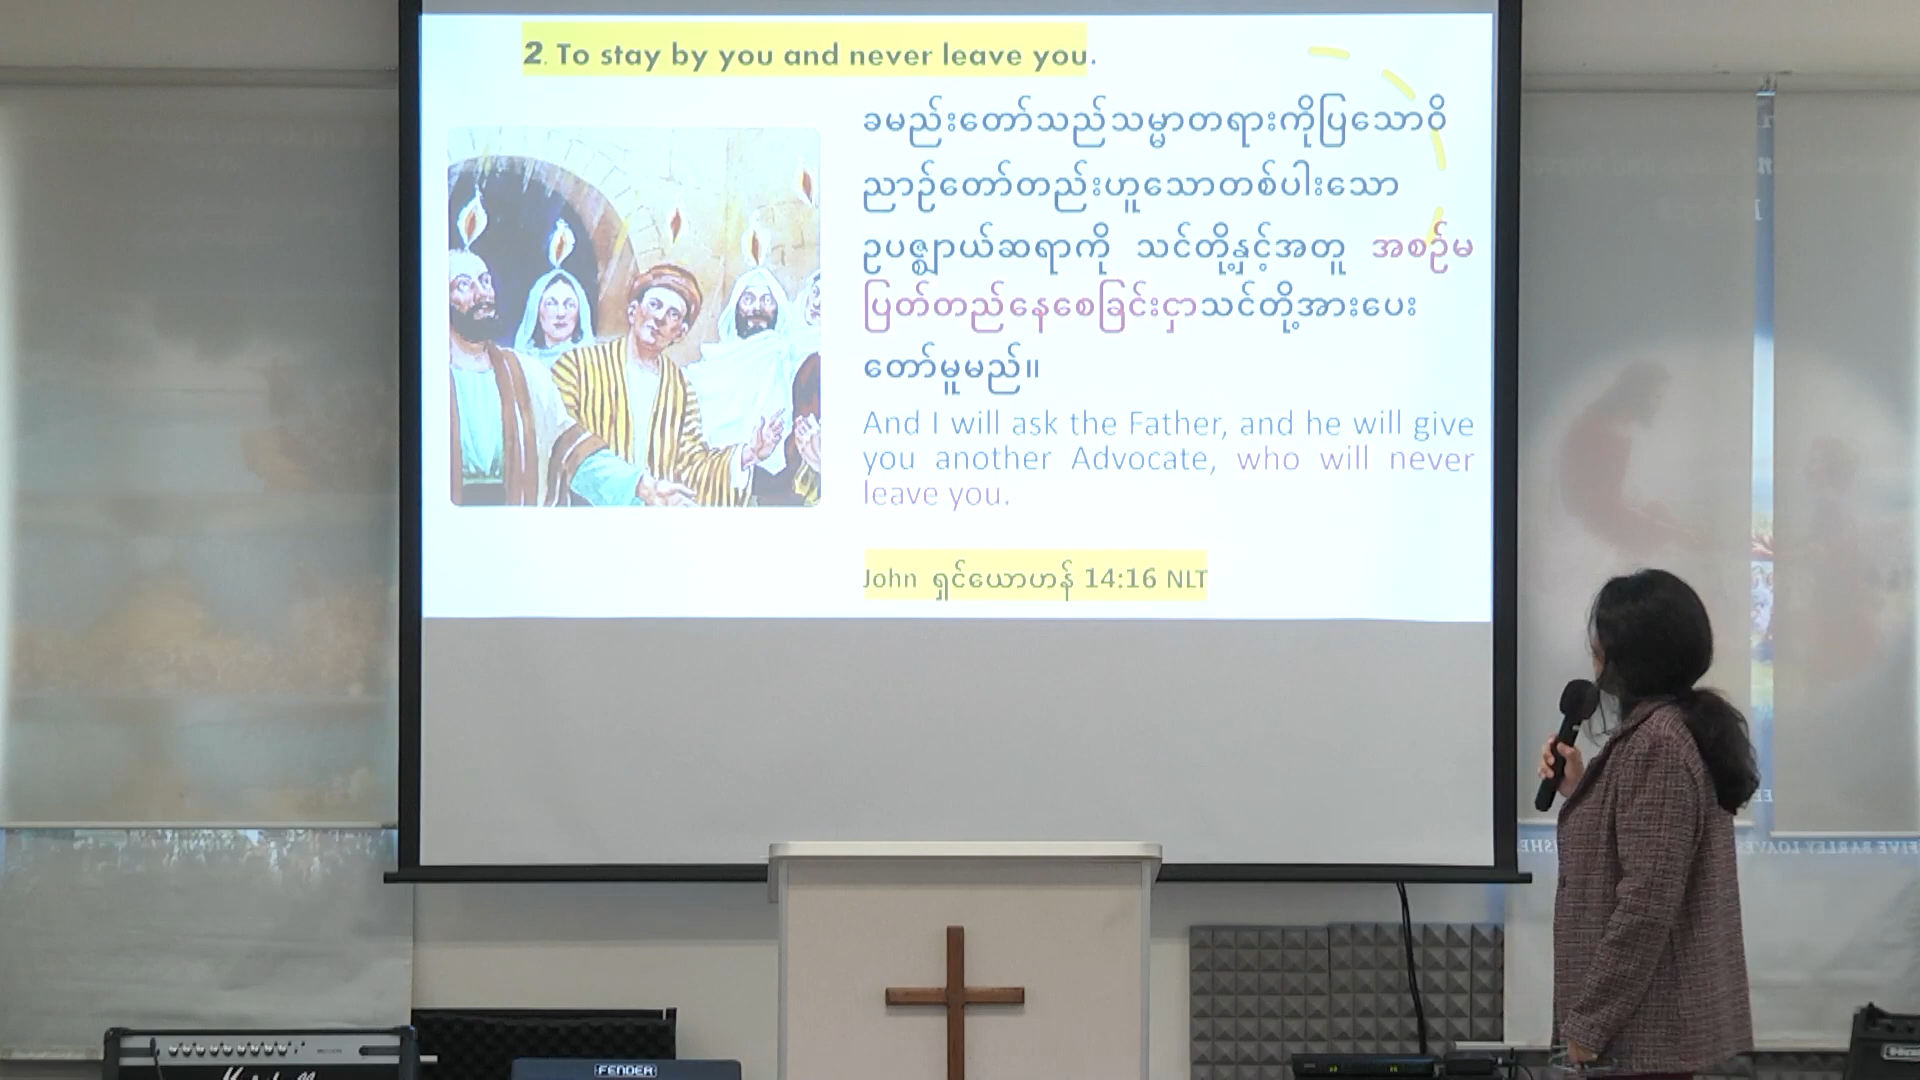 2. To stay by you and never leave you.
ခမည်းတော်သည်သမ္မာတရားကိုပြသောဝိ
ညာဉ်တော်တည်းဟူသောတစ်ပါးသော
ဥပဇ္ဈာယ်ဆရာကို သင်တို့နှင့်အတူ အစဉ်မ
ပြတ်တည်နေစေခြင်းငှာသင်တို့အားပေး
တော်မူမည်။
And I will ask the Father, and he will give
you another Advocate, who will never
leave you.
John ရှင်ယောဟန် 14:16 NLT
FIVE BARLEY LOAVES
FENDER